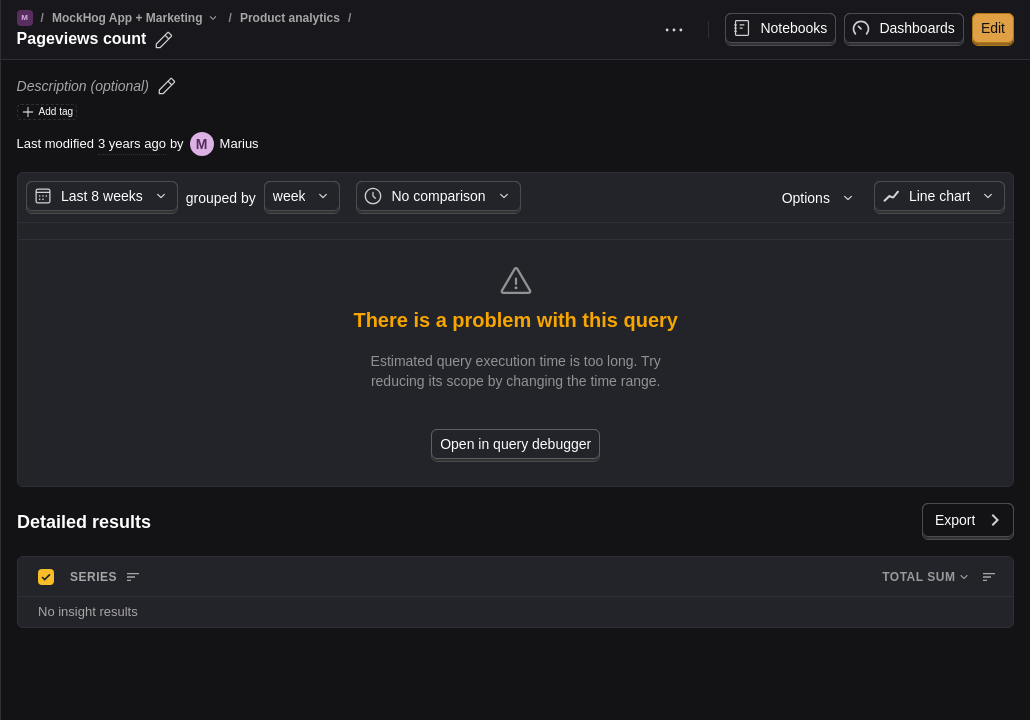 M / MockHog App + Marketing / Product analytics /
Pageviews count
Notebooks Dashboards Edit
Description (optional)
Add tag
Last modified 3 years ago by M Marius
Last 8 weeks grouped by week No comparison Options Line chart
There is a problem with this query
Estimated query execution time is too long. Try
reducing its scope by changing the time range.
Open in query debugger
Detailed results
Export
SERIES TOTAL SUM
No insight results